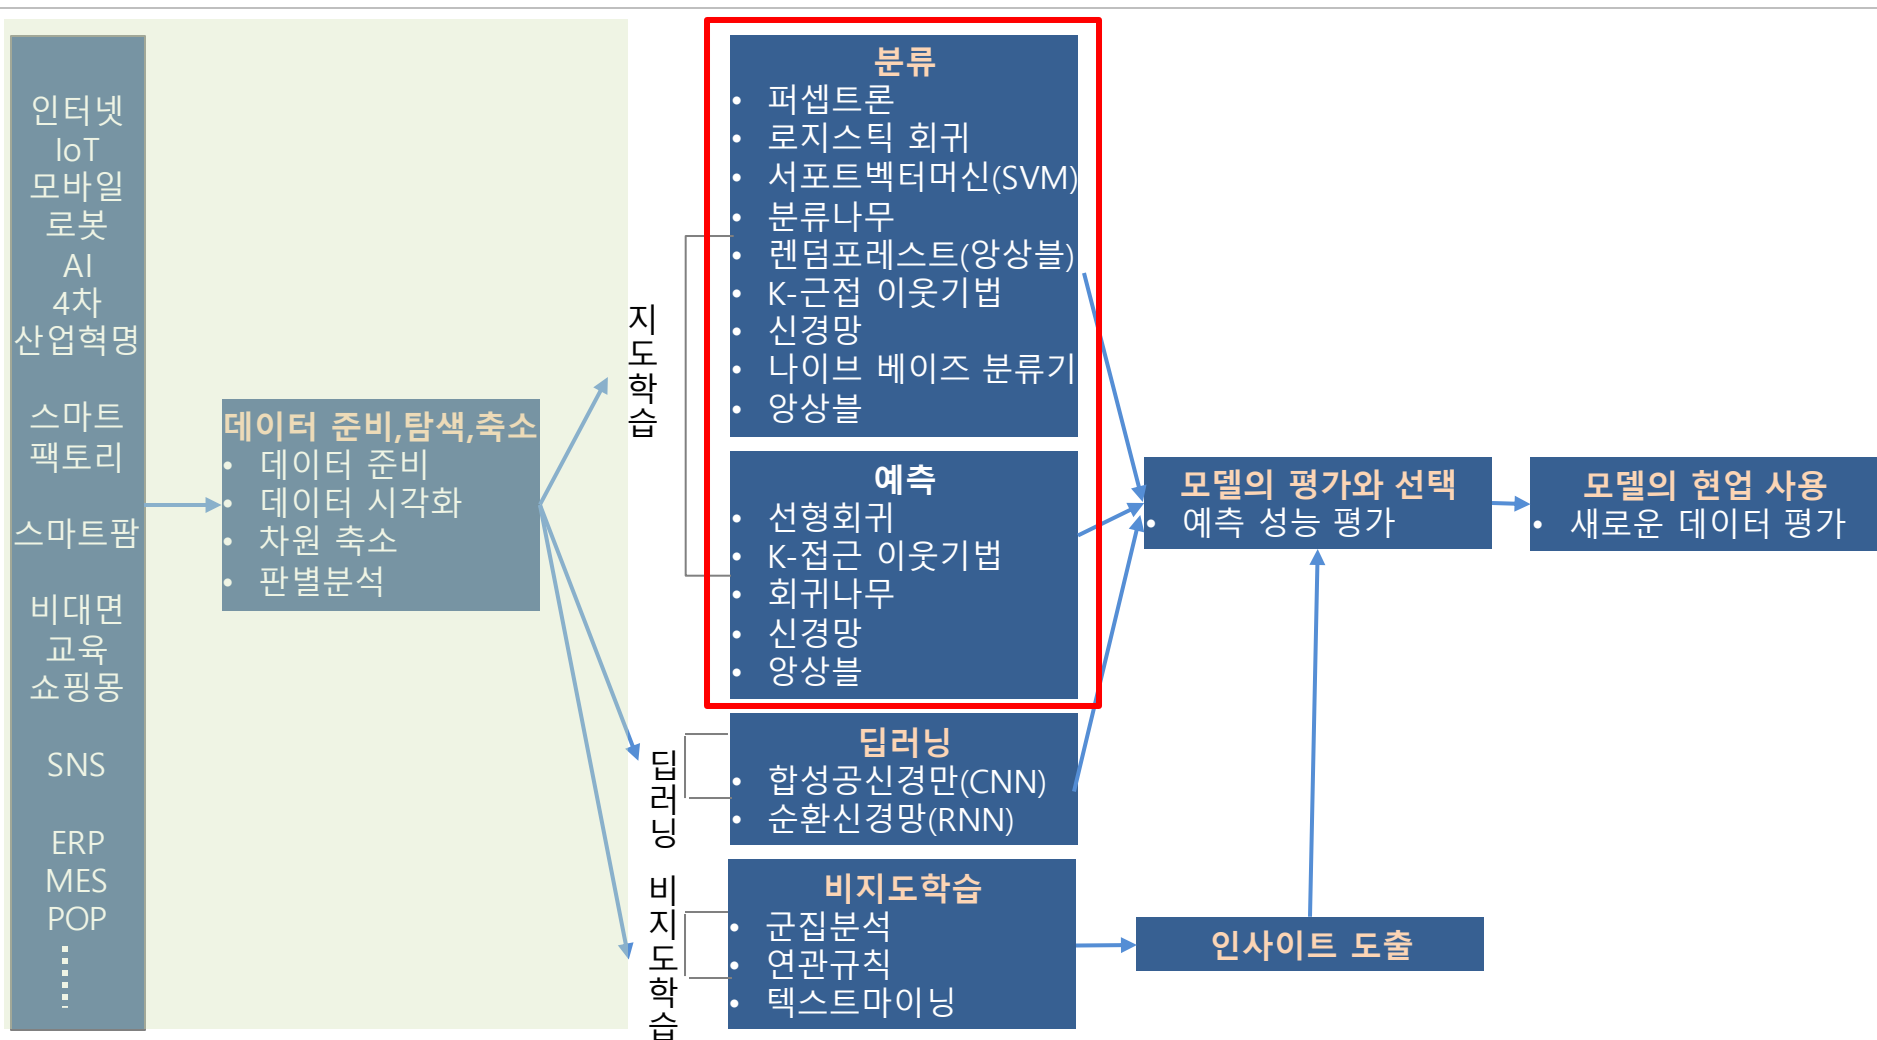 인터넷
IoT
모바일
로봇
AI
4차
산업혁명
스마트
팩토리
스마트팜
비대면
교육
쇼핑몽
SNS
ERP
MES
POP
데이터 준비,탐색,축소
• 데이터 준비
• 데이터 시각화
• 차원 축소
• 판별분석
지도학습
분류
• 퍼셉트론
• 로지스틱 회귀
• 서포트벡터머신(SVM)
• 분류나무
• 렌덤포레스트(앙상블)
• K-근접 이웃기법
• 신경망
• 나이브 베이즈 분류기
• 앙상블
예측
• 선형회귀
• K-접근 이웃기법
• 회귀나무
• 신경망
• 앙상블
딥러닝
딥러닝
• 합성공신경만(CNN)
• 순환신경망(RNN)
비지도학습
비지도학습
• 군집분석
• 연관규칙
• 텍스트마이닝
모델의 평가와 선택
• 예측 성능 평가
모델의 현업 사용
• 새로운 데이터 평가
인사이트 도출